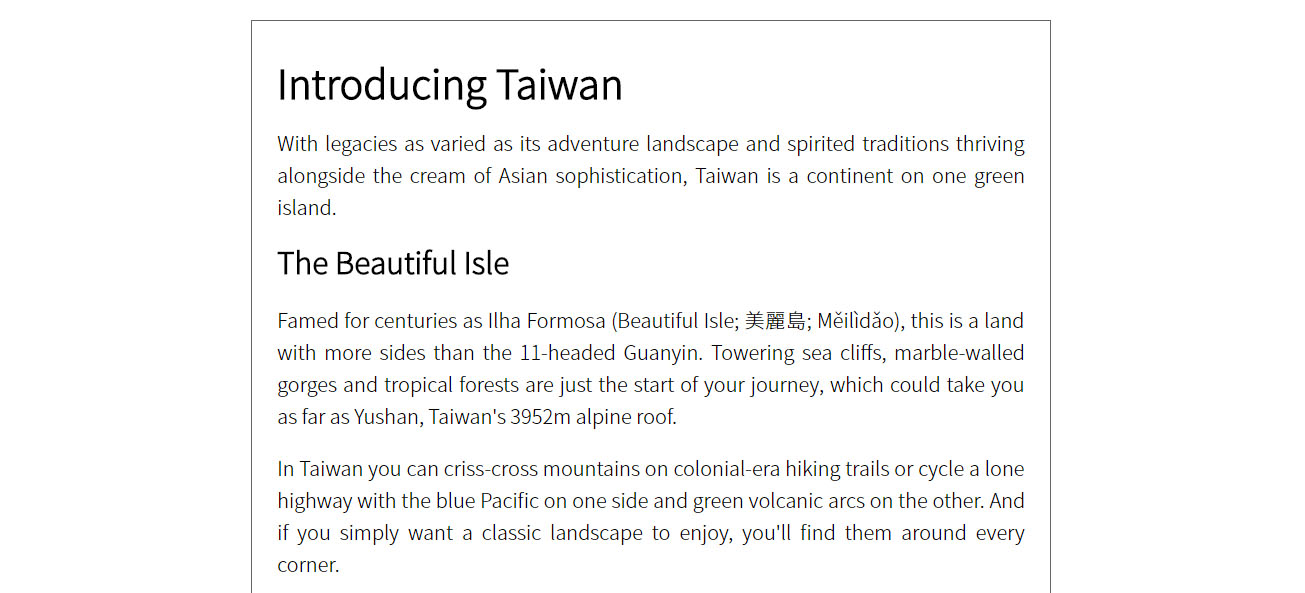 Introducing Taiwan
With legacies as varied as its adventure landscape and spirited traditions thriving
alongside the cream of Asian sophistication, Taiwan is a continent on one green
island.
The Beautiful Isle
Famed for centuries as Ilha Formosa (Beautiful Isle; 美麗島; Měilìdǎo), this is a land
with more sides than the 11-headed Guanyin. Towering sea cliffs, marble-walled
gorges and tropical forests are just the start of your journey, which could take you
as far as Yushan, Taiwan's 3952m alpine roof.
In Taiwan you can criss-cross mountains on colonial-era hiking trails or cycle a lone
highway with the blue Pacific on one side and green volcanic arcs on the other. And
if you simply want a classic landscape to enjoy, you'll find them around every
corner.